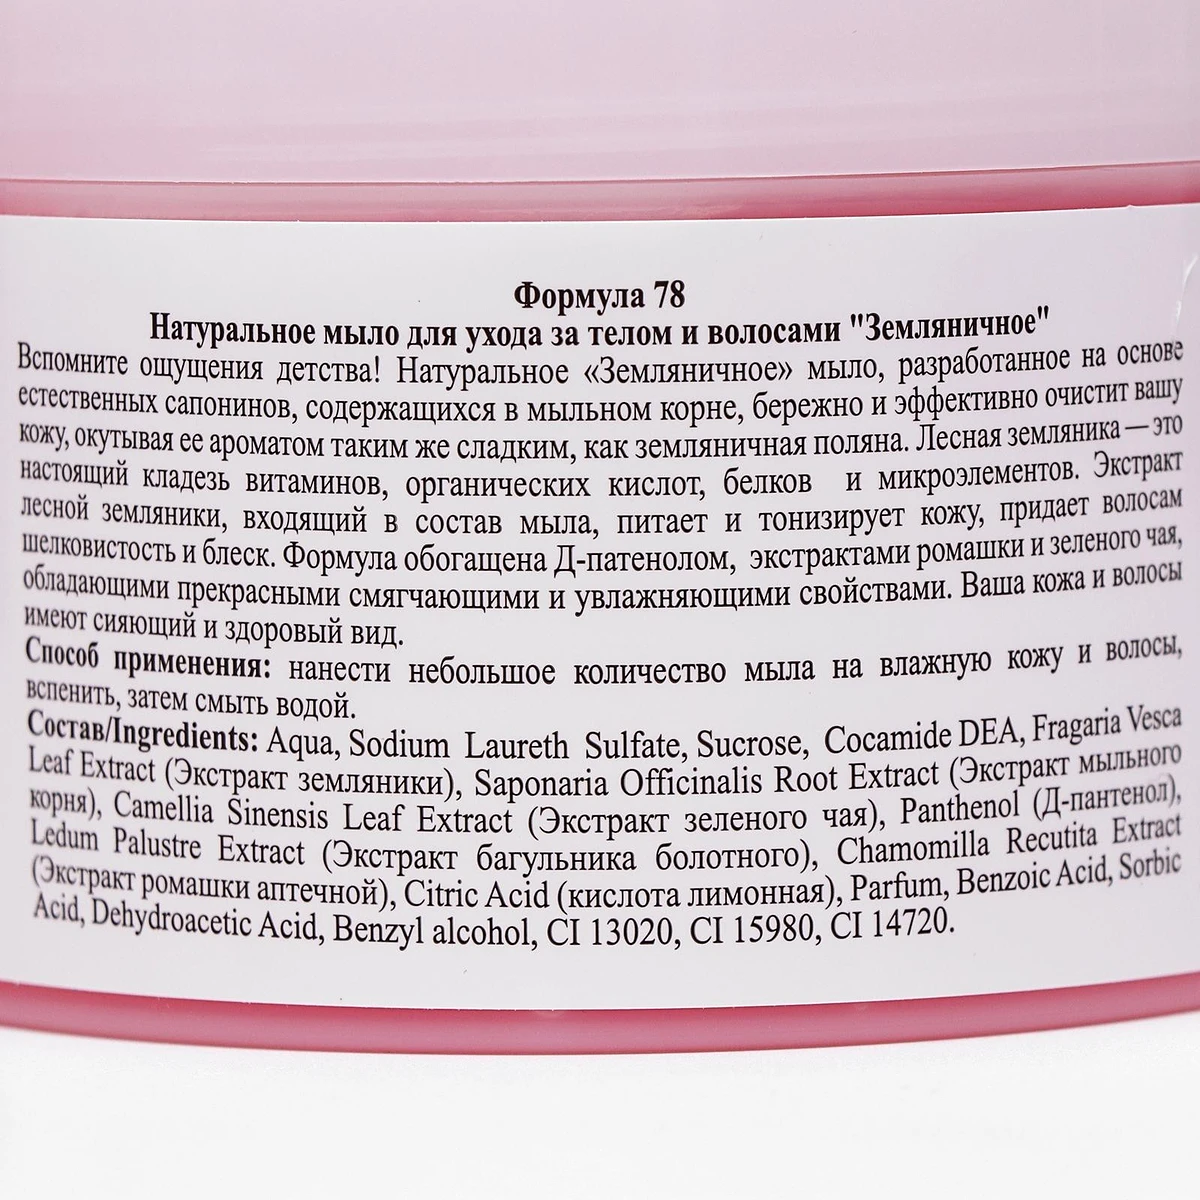 Формула 78
Натуральное мыло для ухода за телом и волосами "Земляничное"
Вспомните ощущения детства! Натуральное «Земляничное» мыло, разработанное на основе
естественных сапонинов, содержащихся в мыльном корне, бережно и эффективно очистит вашу
кожу, окутывая ее ароматом таким же сладким, как земляничная поляна. Лесная земляника — это
настоящий кладезь витаминов, органических кислот, белков и микроэлементов. Экстракт
лесной земляники, входящий в состав мыла, питает и тонизирует кожу, придает волосам
шелковистость и блеск. Формула обогащена Д-патенолом, экстрактами ромашки и зеленого чая,
обладающими прекрасными смягчающими и увлажняющими свойствами. Ваша кожа и волосы
имеют сияющий и здоровый вид.
Способ применения: нанести небольшое количество мыла на влажную кожу и волосы,
вспенить, затем смыть водой.
Состав/Ingredients: Aqua, Sodium Laureth Sulfate, Sucrose, Cocamide DEA, Fragaria Vesca
Leaf Extract (Экстракт земляники), Saponaria Officinalis Root Extract (Экстракт мыльного
корня), Camellia Sinensis Leaf Extract (Экстракт зеленого чая), Panthenol (Д-пантенол),
Ledum Palustre Extract (Экстракт багульника болотного), Chamomilla Recutita Extract
(Экстракт ромашки аптечной), Citric Acid (кислота лимонная), Parfum, Benzoic Acid, Sorbic
Acid, Dehydroacetic Acid, Benzyl alcohol, CI 13020, CI 15980, CI 14720.